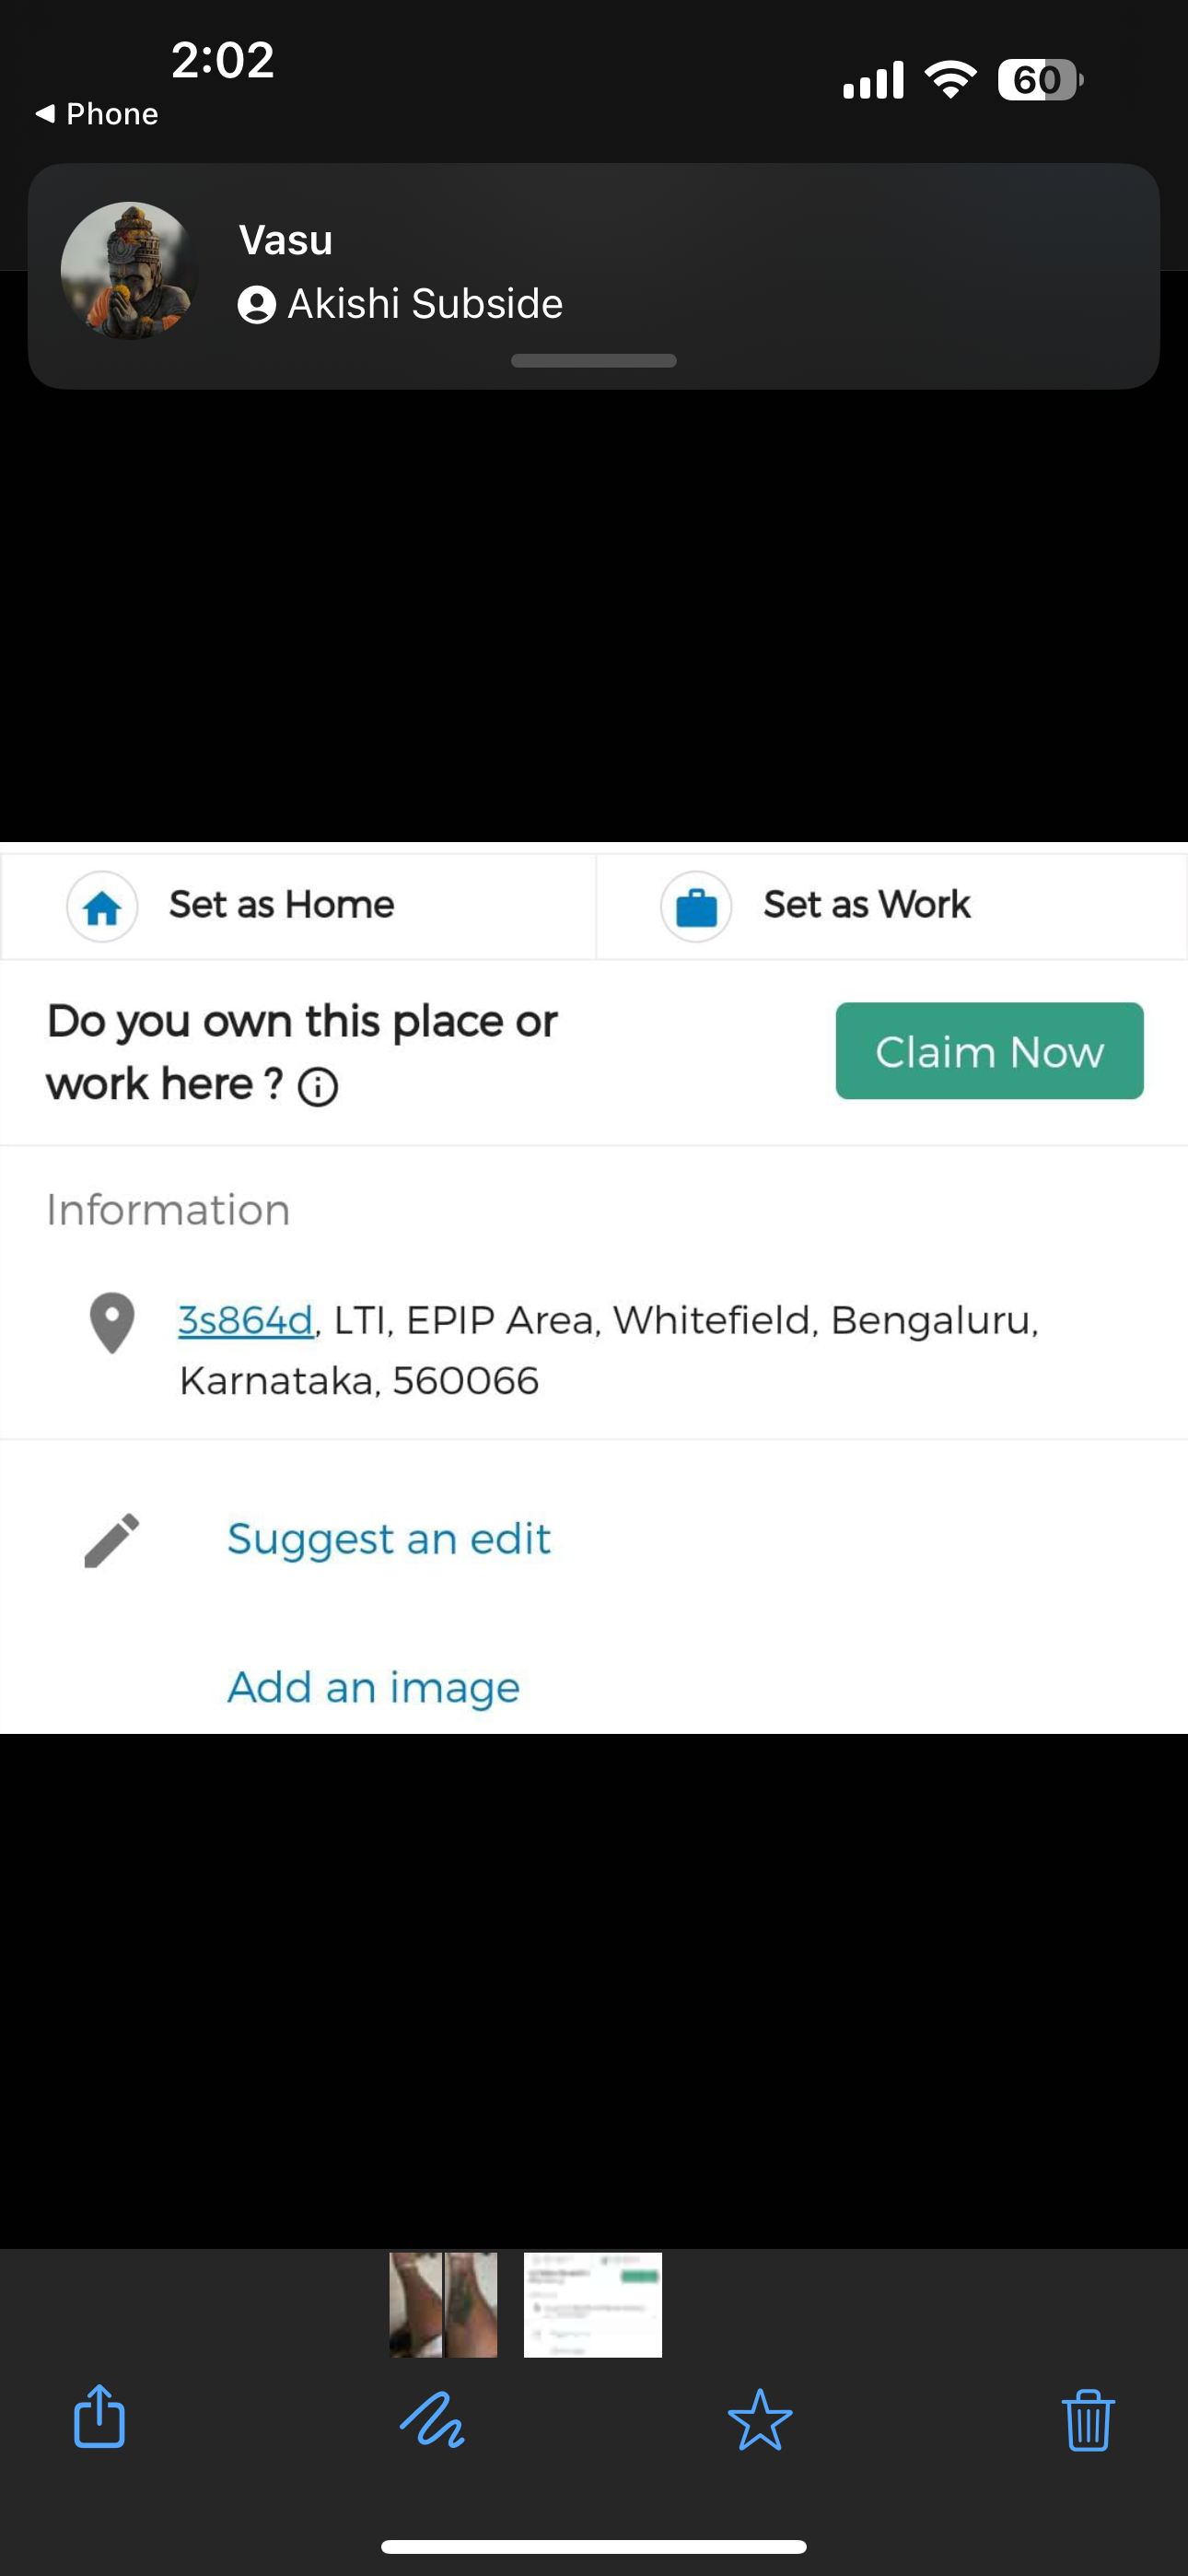 2:02
60
Phone
Vasu
Akishi Subside
Set as Home
Set as Work
Do you own this place or
work here ?
Claim Now
Information
3s864d, LTI, EPIP Area, Whitefield, Bengaluru,
Karnataka, 560066
Suggest an edit
Add an image